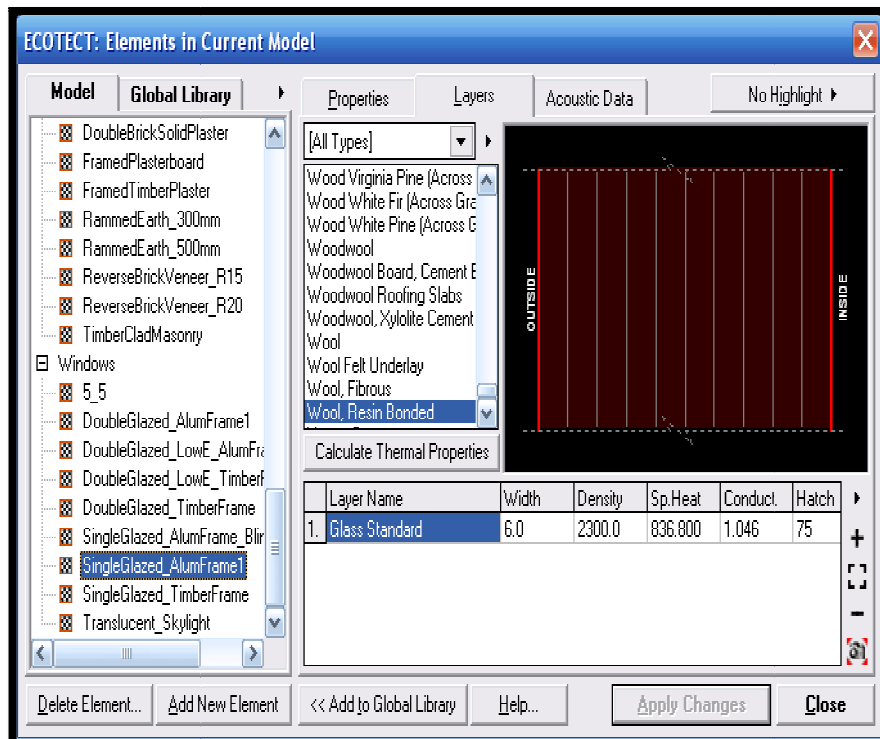 ECOTECT: Elements in Current Model
Model
Global Library
Properties
Layers
Acoustic Data
No Highlight
DoubleBrickSolidPlaster
FramedPlasterboard
FramedTimberPlaster
RammedEarth_300mm
RammedEarth_500mm
ReverseBrickVeneer_R15
ReverseBrickVeneer_R20
TimberCladMasonry
Windows
5_5
DoubleGlazed_AlumFrame1
DoubleGlazed_LowE_AlumFra
DoubleGlazed_LowE_TimberF
DoubleGlazed_TimberFrame
SingleGlazed_AlumFrame_Blin
SingleGlazed_AlumFrame1
SingleGlazed_TimberFrame
Translucent_Skylight
[All Types]
Wood Virginia Pine (Across
Wood White Fir (Across Gra
Wood White Pine (Across G
Woodwool
Woodwool Board, Cement B
Woodwool Roofing Slabs
Woodwool, Xylolite Cement
Wool
Wool Felt Underlay
Wool, Fibrous
Wool, Resin Bonded
Calculate Thermal Properties
OUTSIDE
INSIDE
Layer Name Width Density Sp.Heat Conduct. Hatch
1. Glass Standard 6.0 2300.0 836.800 1.046 75
Delete Element... Add New Element << Add to Global Library Help... Apply Changes Close